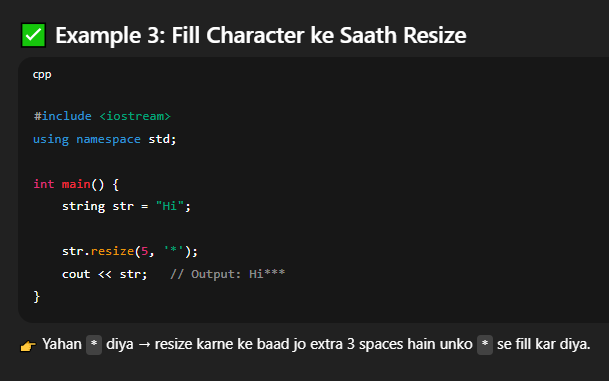 ✅ Example 3: Fill Character ke Saath Resize
cpp
#include <iostream>
using namespace std;
int main() {
    string str = "Hi";
    str.resize(5, '*');
    cout << str;   // Output: Hi***
}
👉 Yahan * diya → resize karne ke baad jo extra 3 spaces hain unko * se fill kar diya.